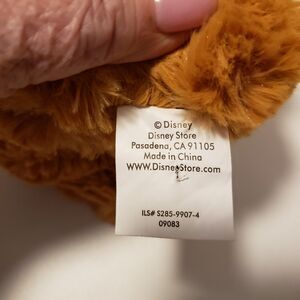 © Disney
Disney Store
Pasadena, CA 91105
Made in China
www.DisneyStore.com
ILS# S285-9907-4
09083